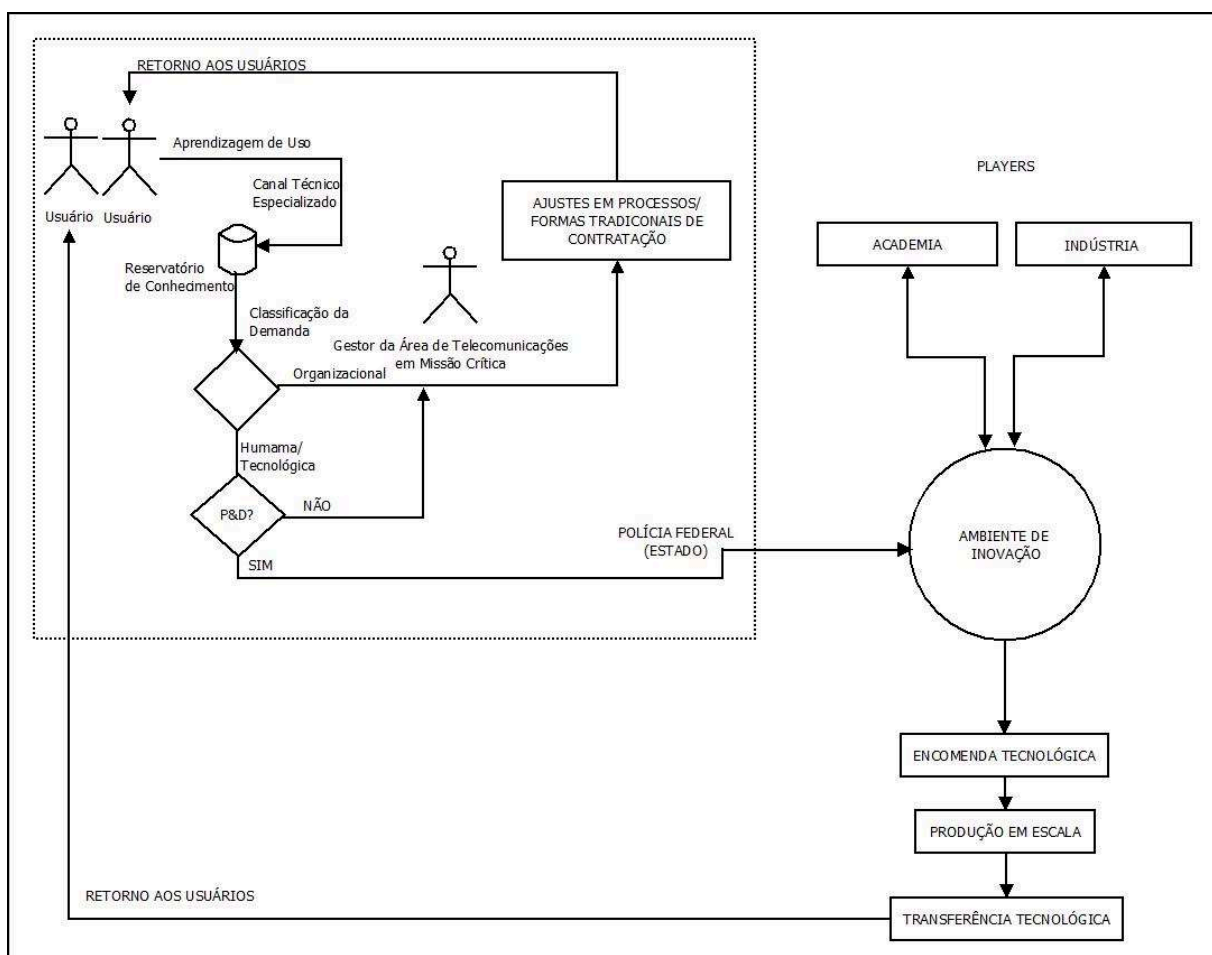 RETORNO AOS USUÁRIOS
Aprendizagem de Uso
Canal Técnico
Especializado
Usuário
Usuário
Reservatório
de Conhecimento
Classificação da
Demanda
Gestor da Área de Telecomunicações
em Missão Crítica
Organizacional
AJUSTES EM PROCESSOS/
FORMAS TRADICONAIS DE
CONTRATAÇÃO
Humama/
Tecnológica
P&D?
NÃO
SIM
POLÍCIA FEDERAL
(ESTADO)
PLAYERS
ACADEMIA
INDÚSTRIA
AMBIENTE DE
INOVAÇÃO
ENCOMENDA TECNOLÓGICA
PRODUÇÃO EM ESCALA
TRANSFERÊNCIA TECNOLÓGICA
RETORNO AOS USUÁRIOS